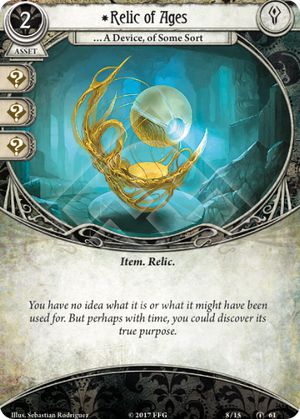 2
*Relic of Ages
...A Device, of Some Sort
ASSET
?
?
?
Item. Relic.
You have no idea what it is or what it might have been
used for. But perhaps with time, you could discover its
true purpose.
Illus. Sebastian Rodriguez
© 2017 FFG
8/15
61